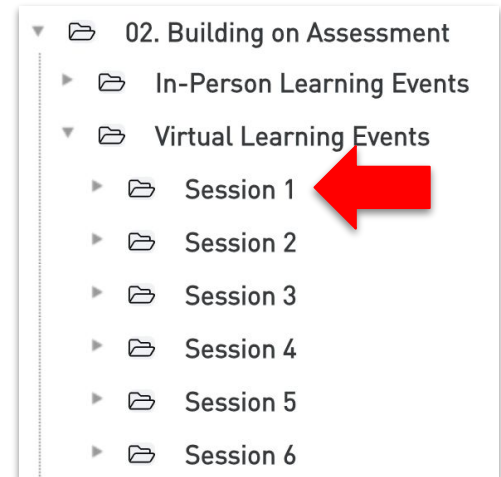 02. Building on Assessment
In-Person Learning Events
Virtual Learning Events
Session 1
Session 2
Session 3
Session 4
Session 5
Session 6